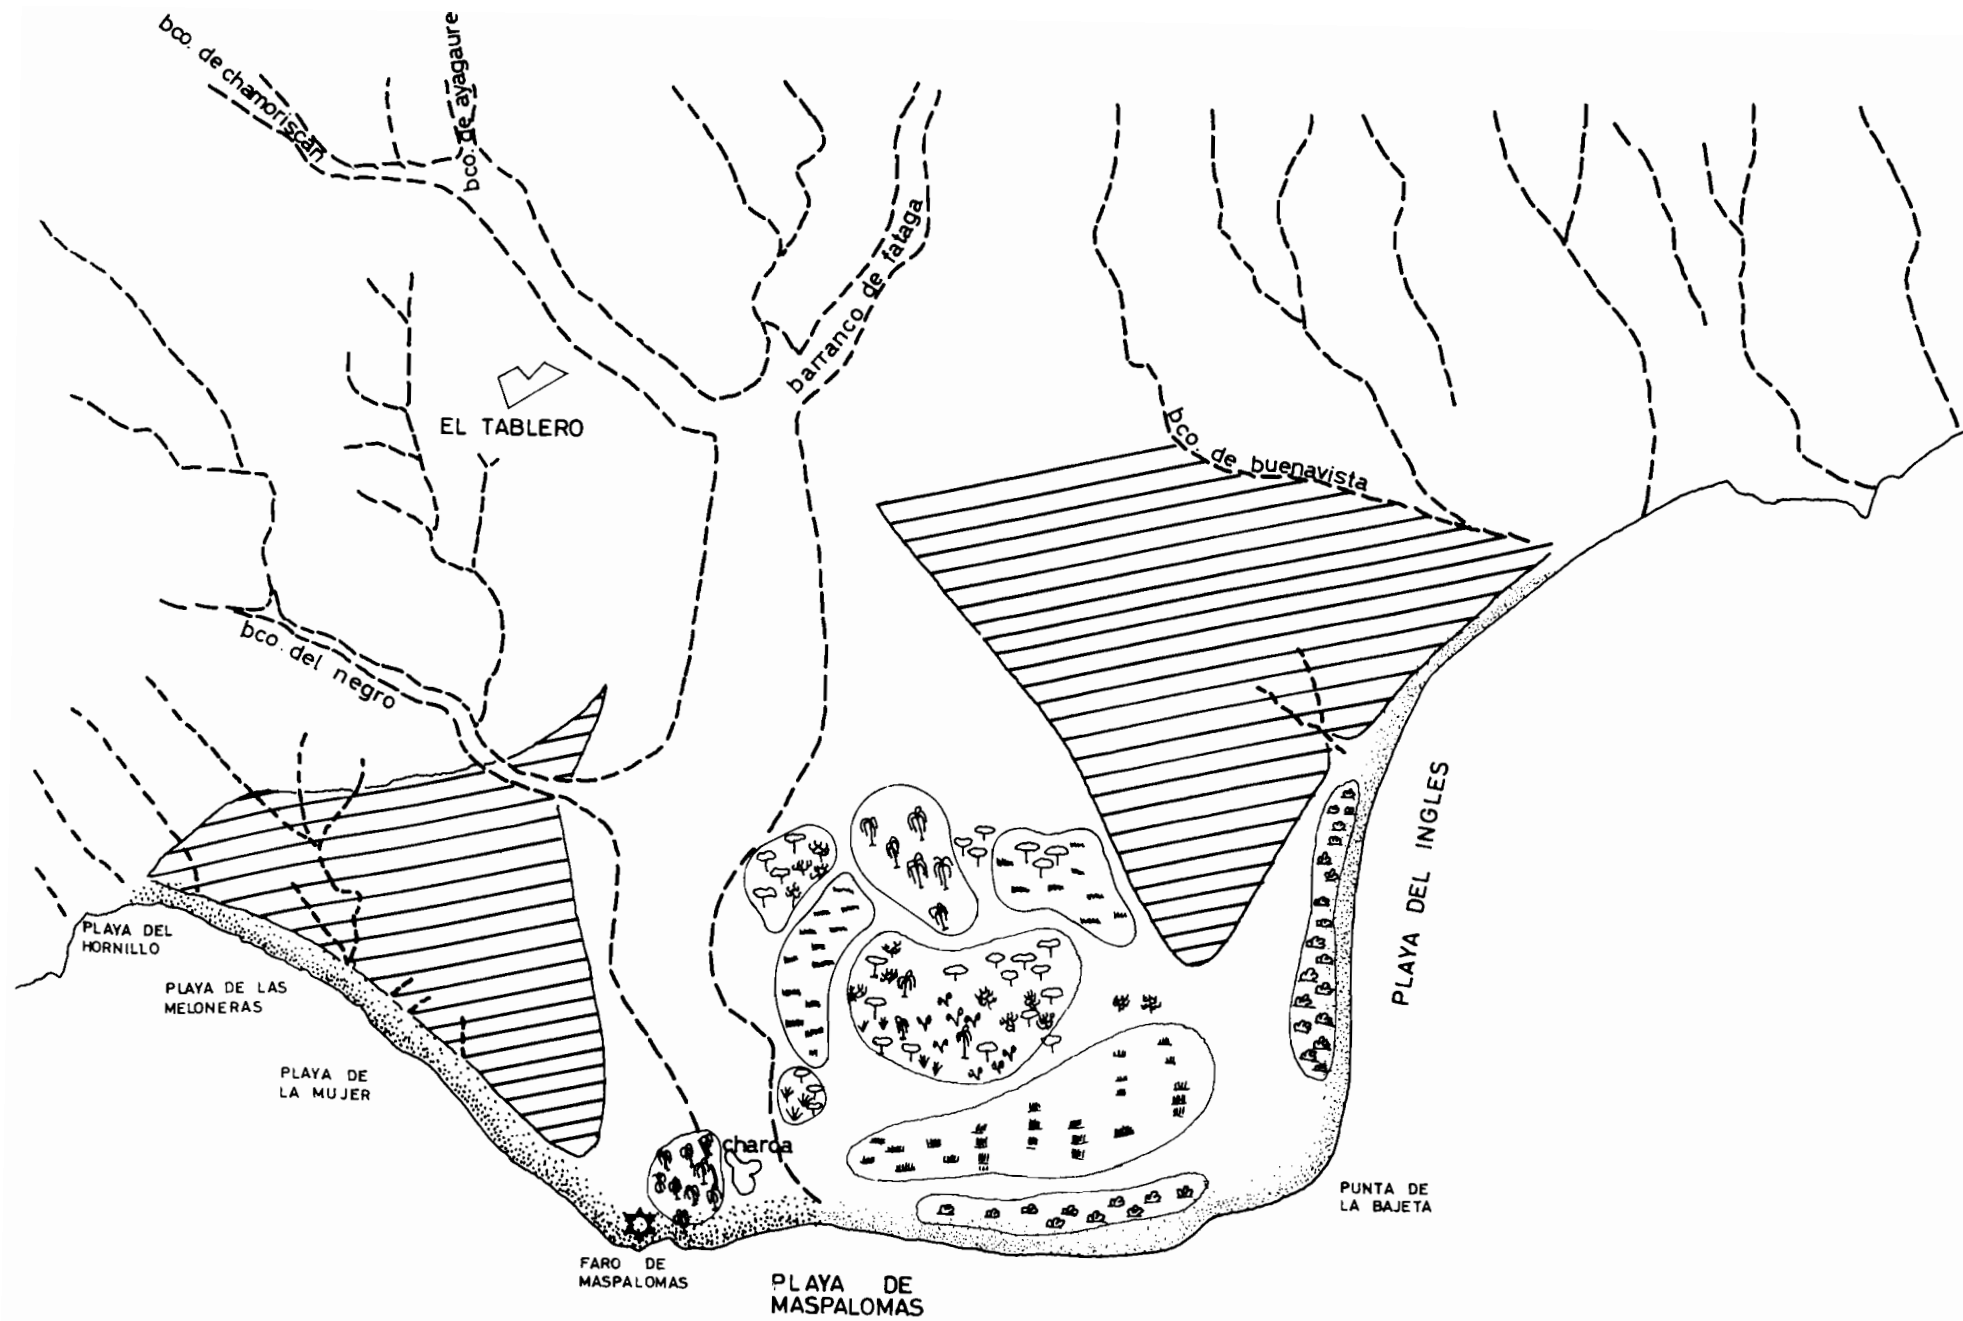 bco. de chamoriscan
bco. de ayagaure
barranco de fataga
EL TABLERO
bco. de buenavista
bco. del negro
PLAYA DEL INGLES
PLAYA DEL
HORNILLO
PLAYA DE LAS
MELONERAS
PLAYA DE
LA MUJER
charca
PUNTA DE
LA BAJETA
FARO DE
MASPALOMAS
PLAYA DE
MASPALOMAS